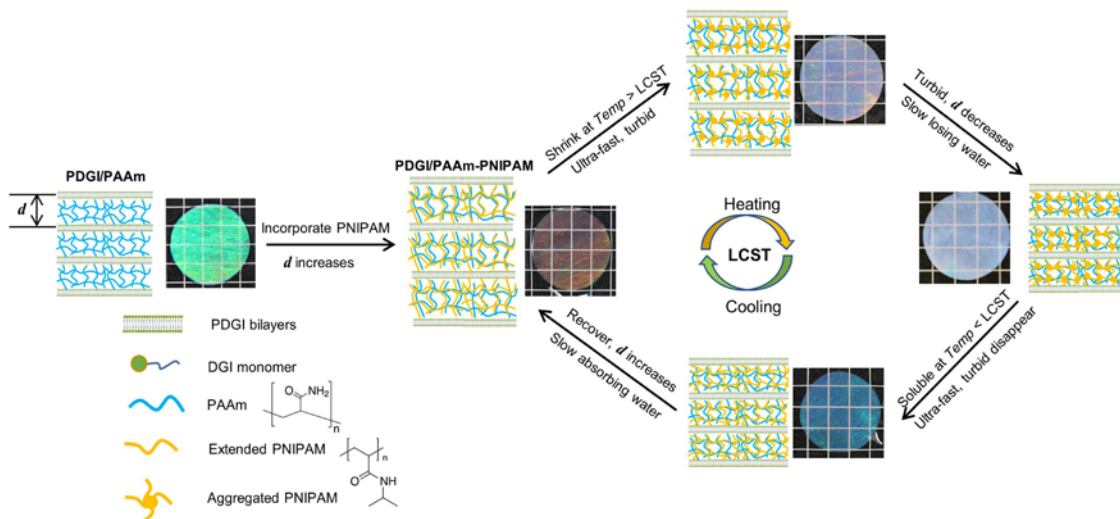 PDGI/PAAm
d
Incorporate PNIPAM
d increases
PDGI/PAAm-PNIPAM
Shrink at Temp > LCST
Ultra-fast, turbid
Turbid, d decreases
Slow losing water
Heating
LCST
Cooling
Soluble at Temp < LCST
Ultra-fast, turbid disappear
Recover, d increases
Slow absorbing water
PDGI bilayers
DGI monomer
PAAm
O
NH2
n
Extended PNIPAM
n
O
NH
Aggregated PNIPAM